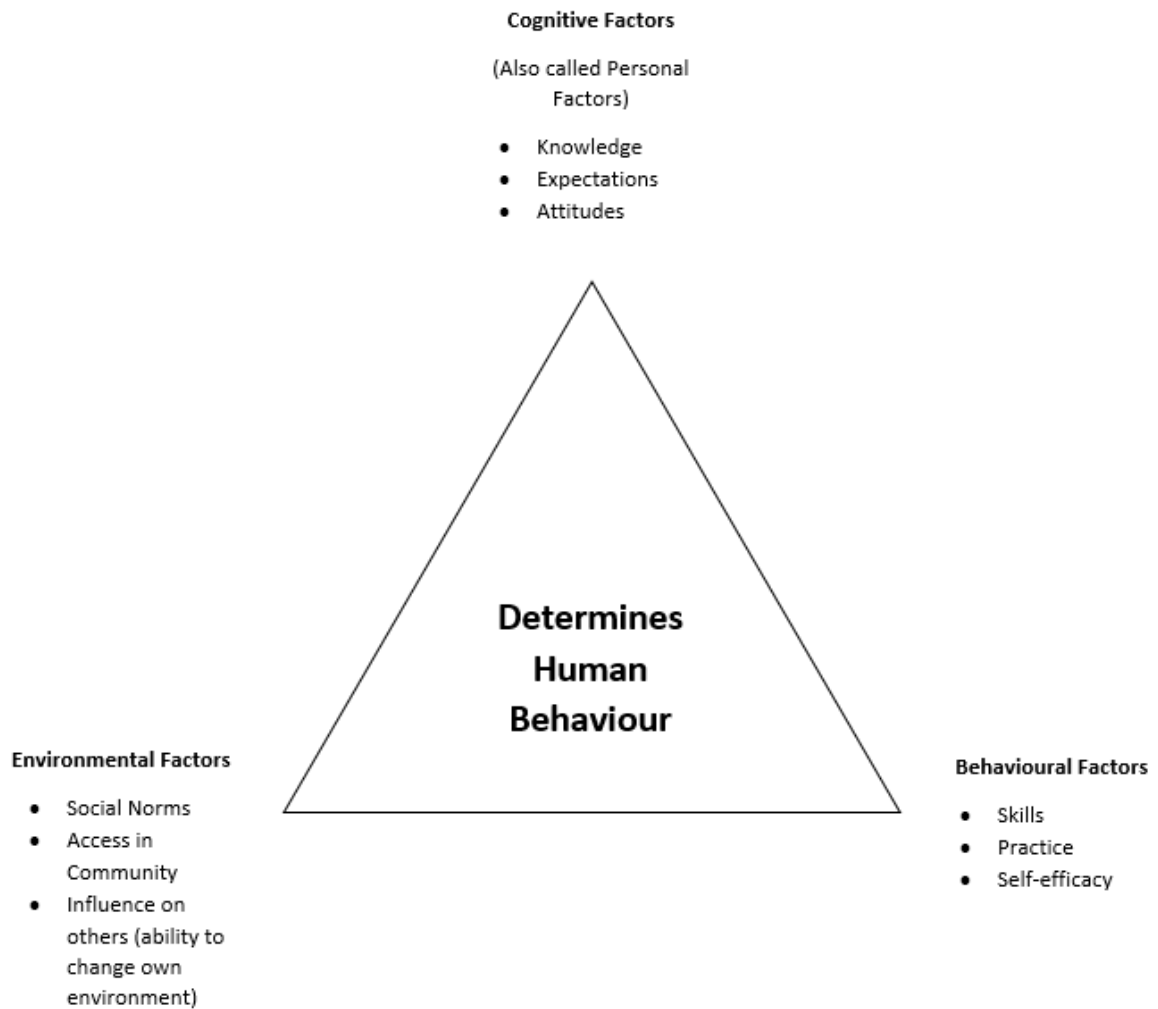 Cognitive Factors
(Also called Personal
Factors)
● Knowledge
● Expectations
● Attitudes
Determines
Human
Behaviour
Environmental Factors
● Social Norms
● Access in
Community
● Influence on
others (ability to
change own
environment)
Behavioural Factors
● Skills
● Practice
● Self-efficacy